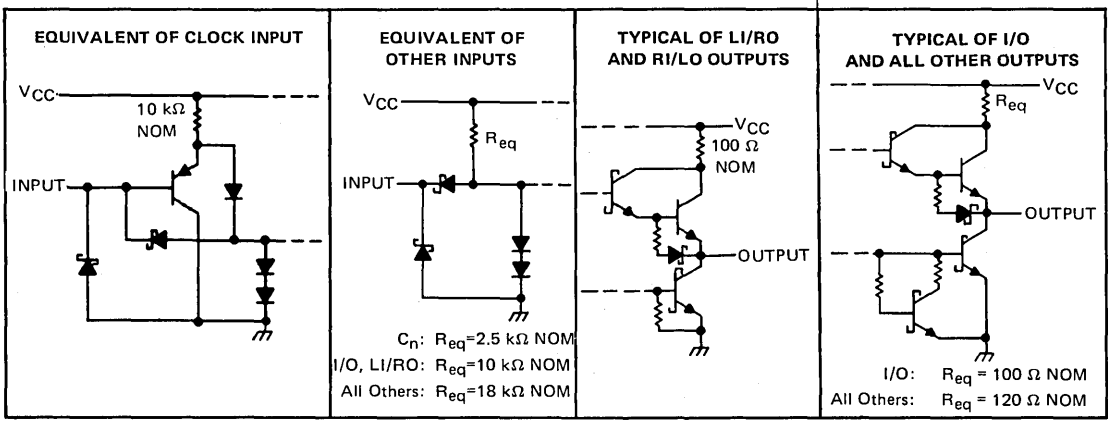 EQUIVALENT OF CLOCK INPUT
VCC
10 kΩ
NOM
INPUT
EQUIVALENT OF
OTHER INPUTS
VCC
Req
INPUT
Cn: Req=2.5 kΩ NOM
I/O, LI/RO: Req=10 kΩ NOM
All Others: Req=18 kΩ NOM
TYPICAL OF LI/RO
AND RI/LO OUTPUTS
VCC
100 Ω
NOM
OUTPUT
TYPICAL OF I/O
AND ALL OTHER OUTPUTS
VCC
Req
OUTPUT
I/O: Req = 100 Ω NOM
All Others: Req = 120 Ω NOM